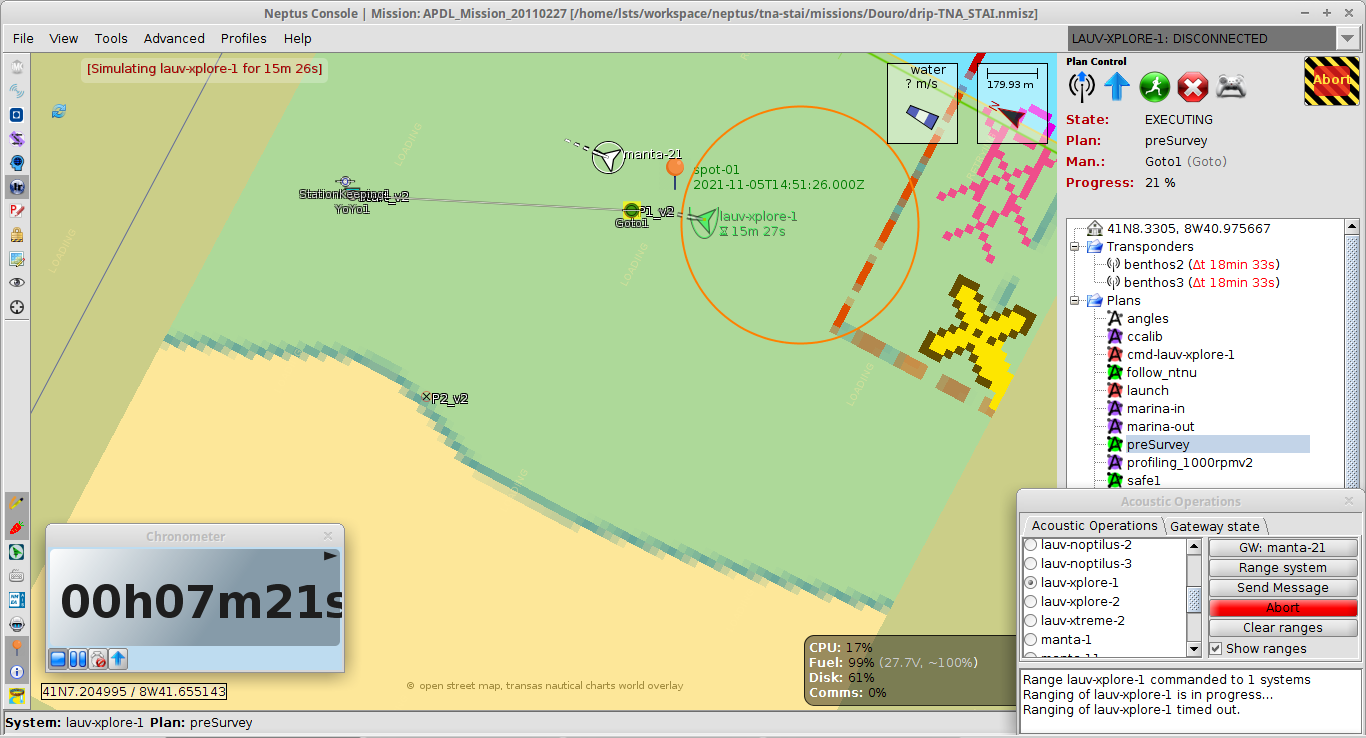 Neptus Console | Mission: APDL_Mission_20110227 [/home/lsts/workspace/neptus/tna-stai/missions/Douro/drip-TNA_STAI.nmisz]
File View Tools Advanced Profiles Help
LAUV-XPLORE-1: DISCONNECTED
[Simulating lauv-xplore-1 for 15m 26s]
water
? m/s
179.93 m
N
manta-21
spot-01
2021-11-05T14:51:26.000Z
StationKeeping1
YoYo1
P1_v2
Goto1
lauv-xplore-1
15m 27s
P2_v2
LOADING
LOADING
LOADING
LOADING
Plan Control
Abort
State: EXECUTING
Plan: preSurvey
Man.: Goto1 (Goto)
Progress: 21 %
41N8.3305, 8W40.975667
Transponders
benthos2 (Δt 18min 33s)
benthos3 (Δt 18min 33s)
Plans
angles
ccalib
cmd-lauv-xplore-1
follow_ntnu
launch
marina-in
marina-out
preSurvey
profiling_1000rpmv2
safe1
Acoustic Operations
Acoustic Operations Gateway state
lauv-noptilus-2
lauv-noptilus-3
lauv-xplore-1
lauv-xplore-2
lauv-xtreme-2
manta-1
GW: manta-21
Range system
Send Message
Abort
Clear ranges
Show ranges
Range lauv-xplore-1 commanded to 1 systems
Ranging of lauv-xplore-1 is in progress...
Ranging of lauv-xplore-1 timed out.
Chronometer
00h07m21s
CPU: 17%
Fuel: 99% (27.7V, ~100%)
Disk: 61%
Comms: 0%
41N7.204995 / 8W41.655143
© open street map, transas nautical charts world overlay
System: lauv-xplore-1 Plan: preSurvey